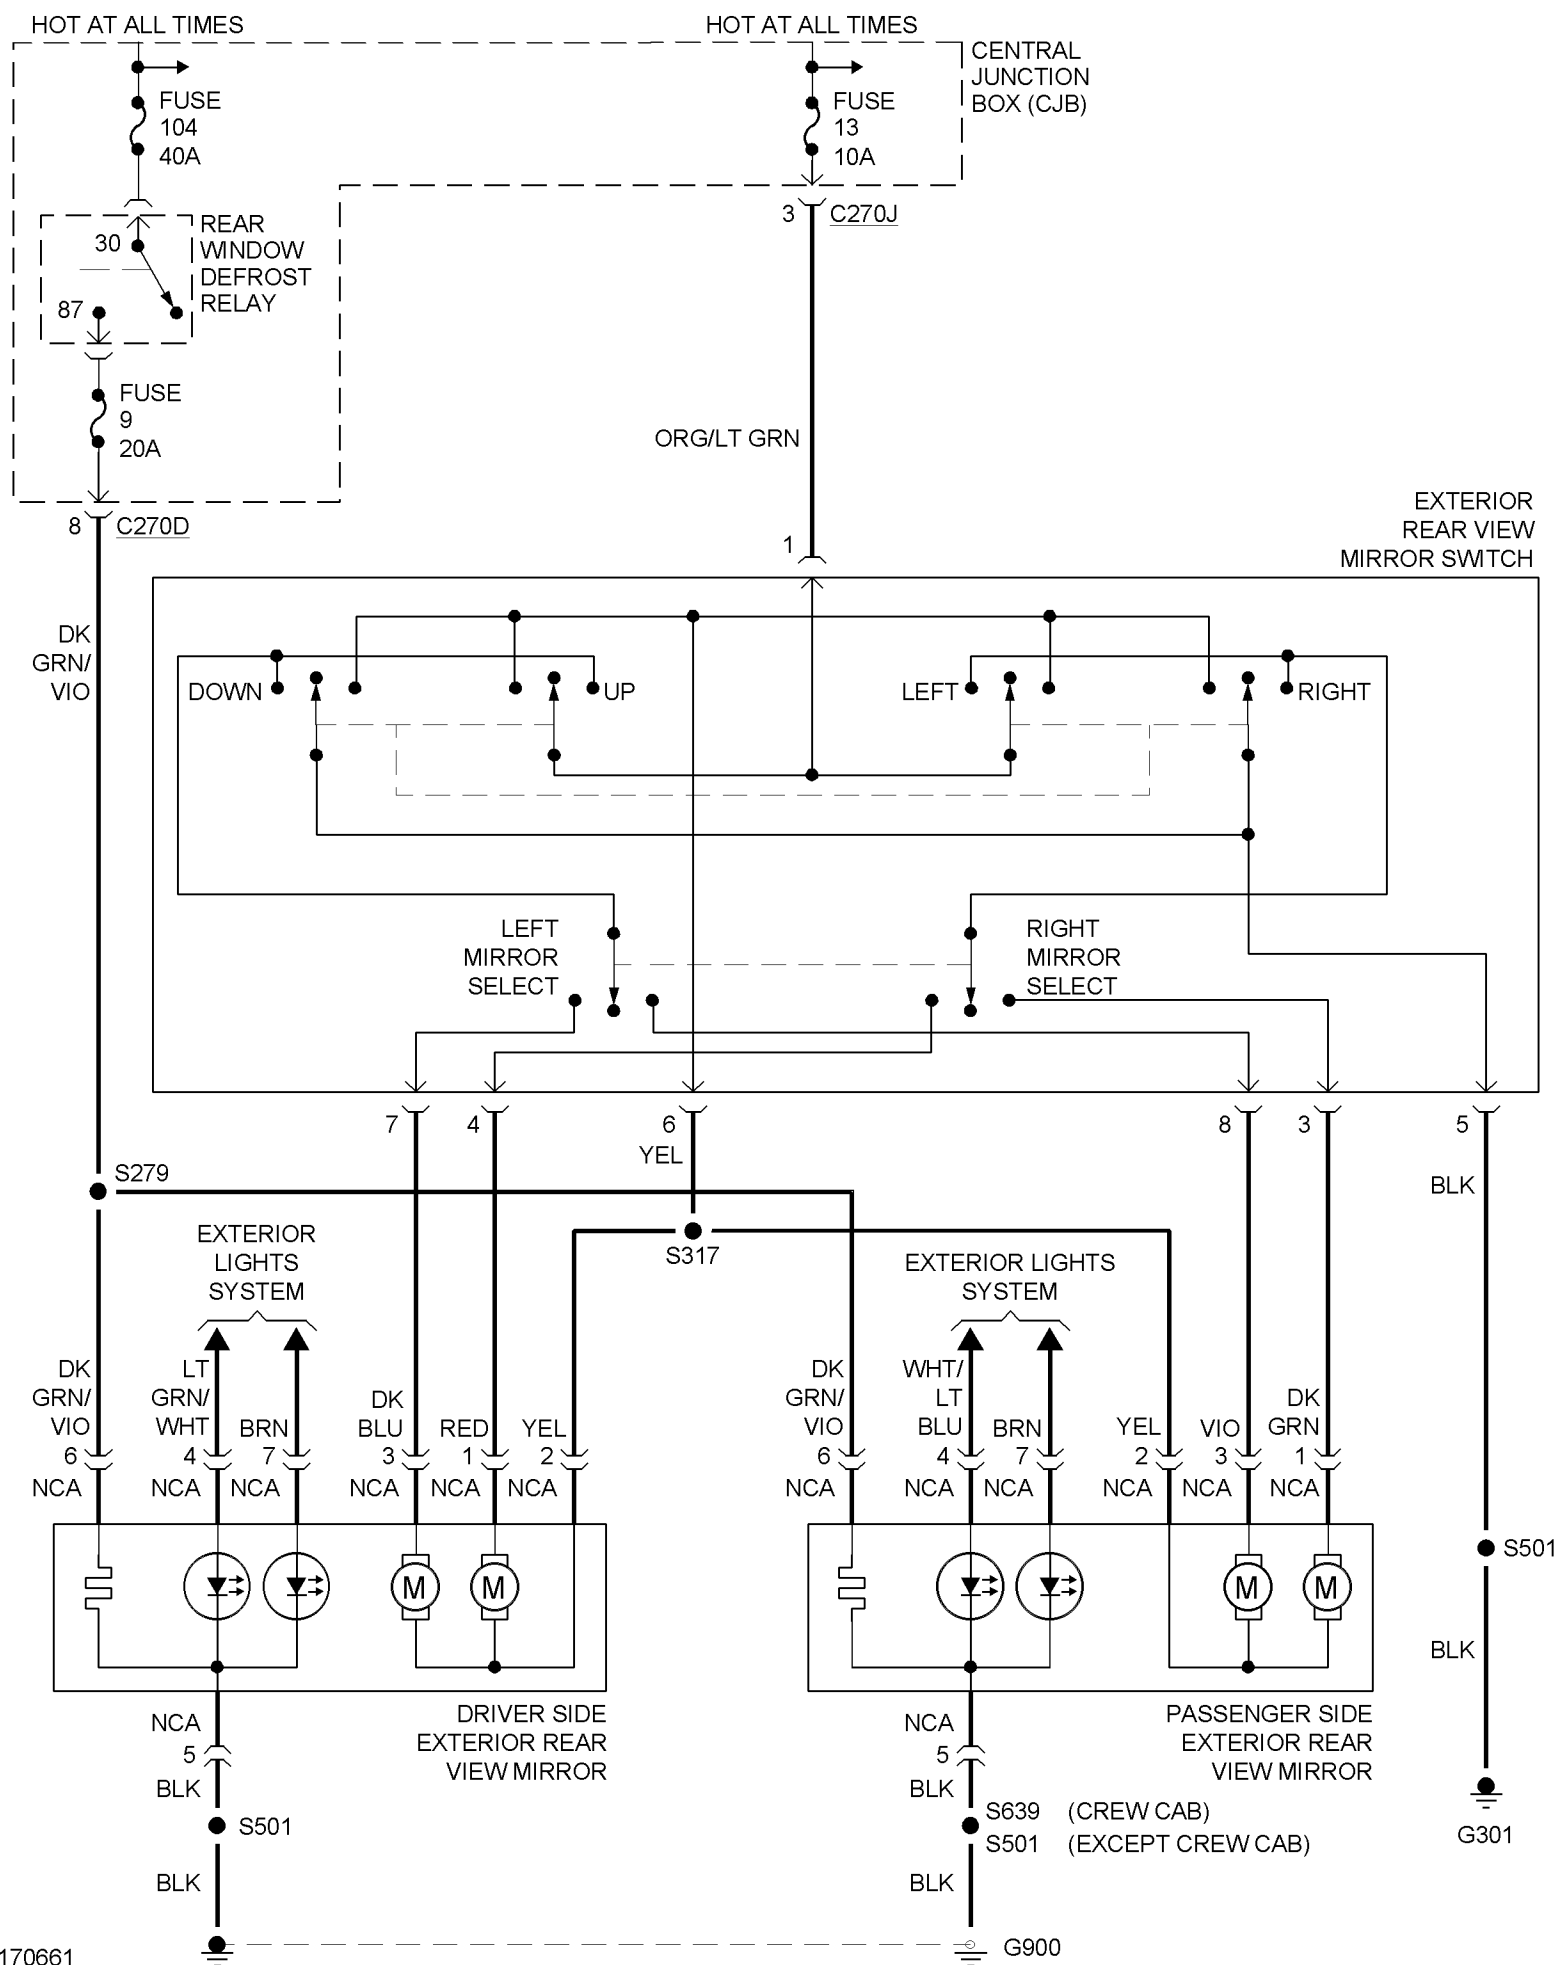 HOT AT ALL TIMES
HOT AT ALL TIMES
CENTRAL
JUNCTION
BOX (CJB)
FUSE
104
40A
FUSE
13
10A
3 C270J
REAR
WINDOW
DEFROST
RELAY
30
87
FUSE
9
20A
8 C270D
ORG/LT GRN
1
EXTERIOR
REAR VIEW
MIRROR SWITCH
DK
GRN/
VIO
DOWN
UP
LEFT
RIGHT
LEFT
MIRROR
SELECT
RIGHT
MIRROR
SELECT
7 4 6 8 3 5
YEL
BLK
S279
S317
EXTERIOR
LIGHTS
SYSTEM
EXTERIOR LIGHTS
SYSTEM
DK
GRN/
VIO
6
NCA
LT
GRN/
WHT
4
NCA
BRN
7
NCA
DK
BLU
3
NCA
RED
1
NCA
YEL
2
NCA
DK
GRN/
VIO
6
NCA
WHT/
LT
BLU
4
NCA
BRN
7
NCA
YEL
2
NCA
VIO
3
NCA
DK
GRN
1
NCA
M M M M
S501
BLK
DRIVER SIDE
EXTERIOR REAR
VIEW MIRROR
PASSENGER SIDE
EXTERIOR REAR
VIEW MIRROR
NCA
5
BLK
S501
BLK
NCA
5
BLK
S639 (CREW CAB)
S501 (EXCEPT CREW CAB)
BLK
G301
G900
170661